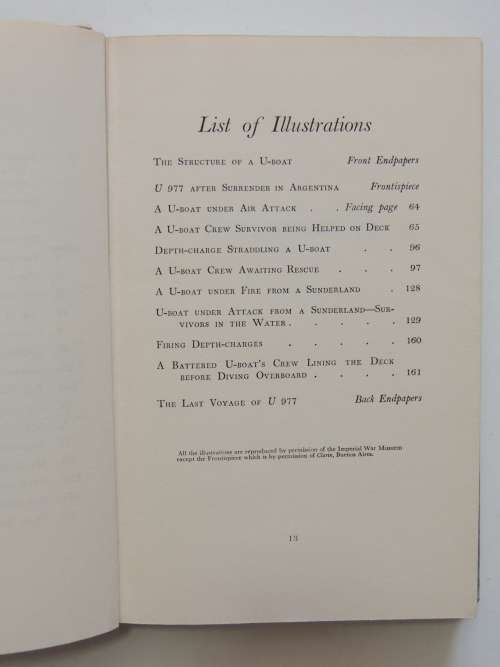 List of Illustrations
The Structure of a U-boat Front Endpapers
U 977 after Surrender in Argentina Frontispiece
A U-boat under Air Attack . . Facing page 64
A U-boat Crew Survivor being Helped on Deck 65
Depth-charge Straddling a U-boat . . 96
A U-boat Crew Awaiting Rescue . . . 97
A U-boat under Fire from a Sunderland . 128
U-boat under Attack from a Sunderland—Sur-
vivors in the Water . . . . . 129
Firing Depth-charges . . . . . 160
A Battered U-boat's Crew Lining the Deck
before Diving Overboard . . . . 161
The Last Voyage of U 977 Back Endpapers
All the illustrations are reproduced by permission of the Imperial War Museum
except the Frontispiece which is by permission of Clarin, Buenos Aires.
13